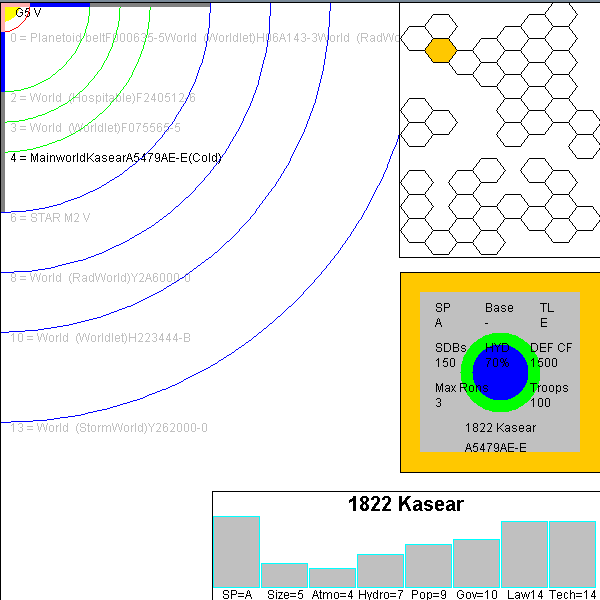 G5 V
0 = Planetoid beltF000635-5World (Worldlet)H06A143-3World (RadWo
2 = World (Hospitable)F240512-6
3 = World (Worldlet)F075565-5
4 = MainworldKasearA5479AE-E(Cold)
6 = STAR M2 V
8 = World (RadWorld)Y2A6000-0
10 = World (Worldlet)H223444-B
13 = World (StormWorld)Y262000-0
SP Base TL
A - E
SDBs HYD DEF CF
150 70% 1500
Max Rons Troops
3 100
1822 Kasear
A5479AE-E
1822 Kasear
SP=A Size=5 Atmo=4 Hydro=7 Pop=9 Gov=10 Law14 Tech=14